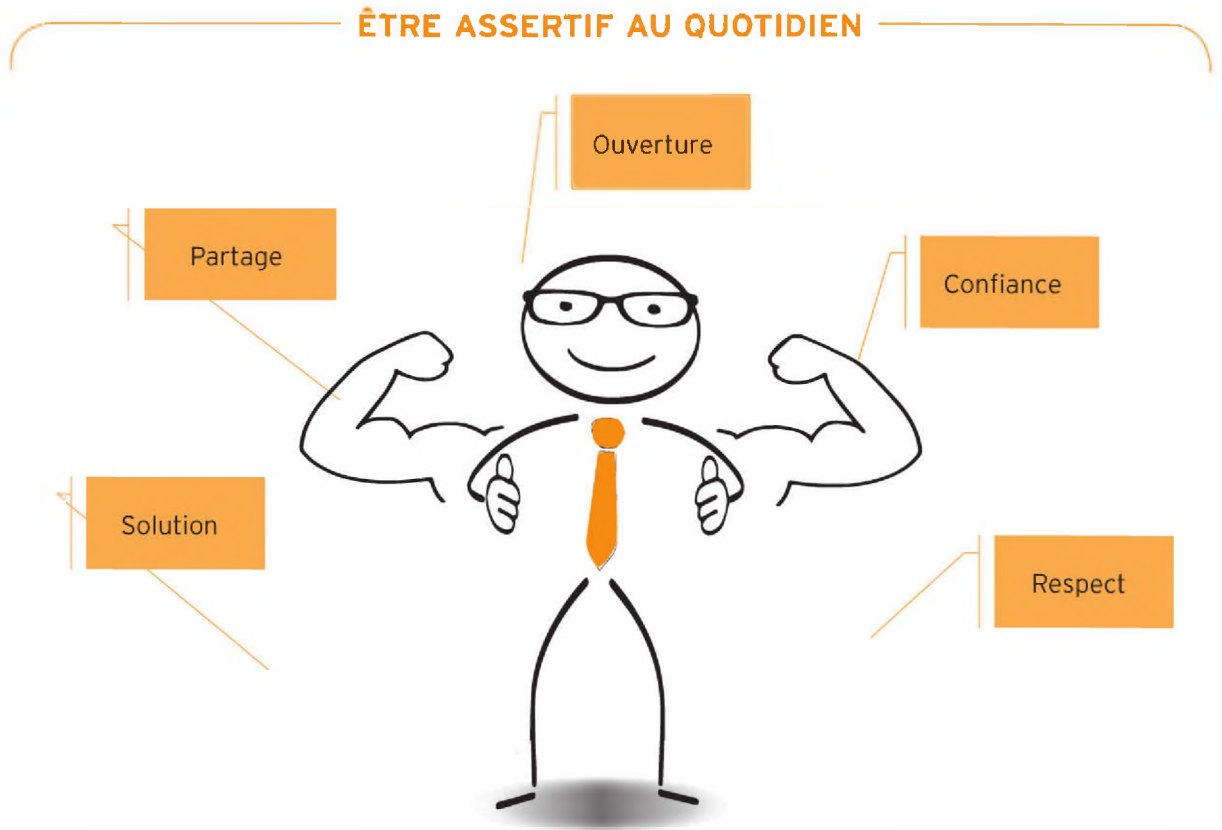 ÊTRE ASSERTIF AU QUOTIDIEN
Ouverture
Partage
Confiance
Solution
Respect